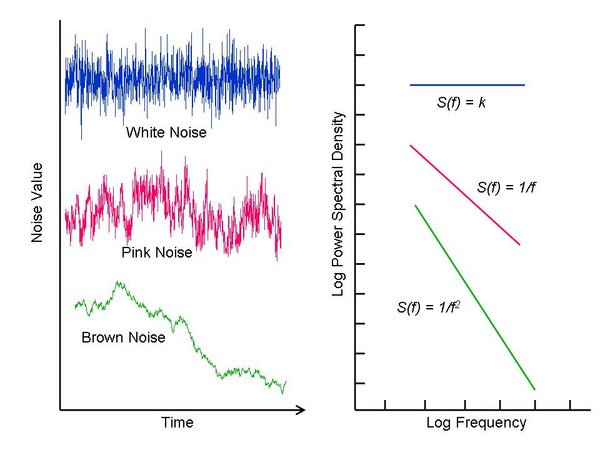 Noise Value
White Noise
Pink Noise
Brown Noise
Time
Log Power Spectral Density
S(f) = k
S(f) = 1/f
S(f) = 1/f²
Log Frequency